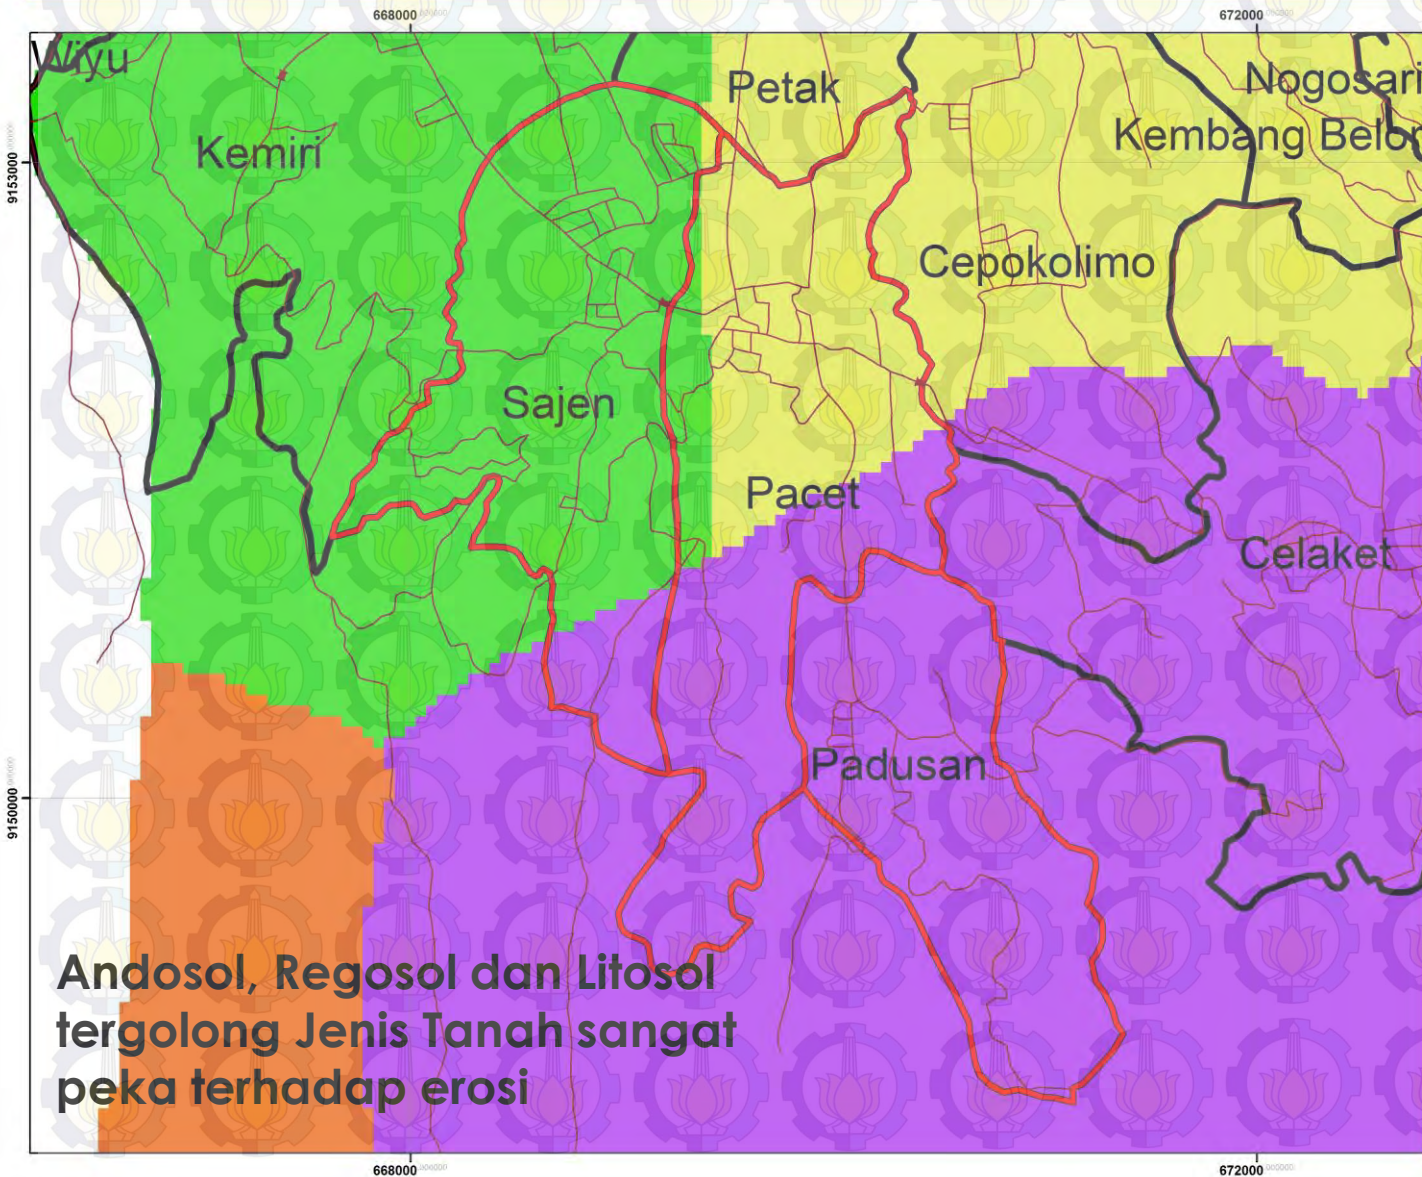 668000
672000
Wiyu
Petak
Nogosari
Kemiri
Kembang Belor
9153000
Cepokolimo
Sajen
Pacet
Celaket
Padusan
9150000
Andosol, Regosol dan Litosol
tergolong Jenis Tanah sangat
peka terhadap erosi
668000
672000